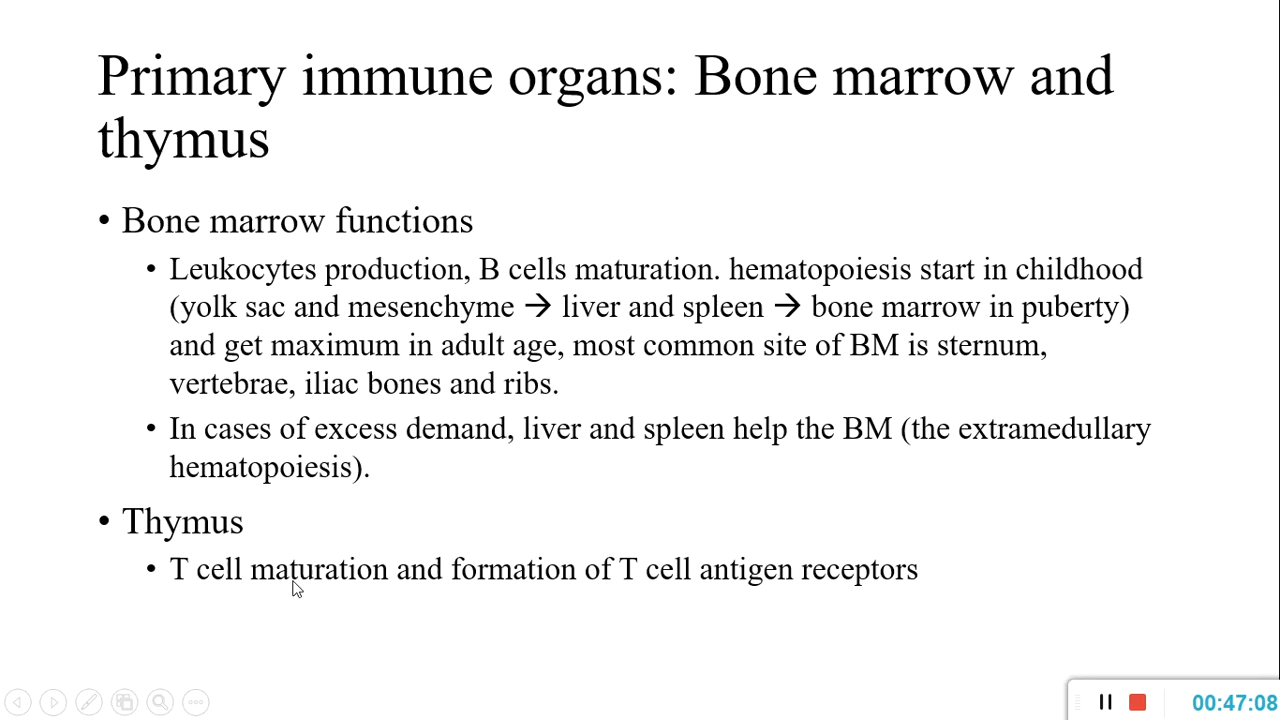 Primary immune organs: Bone marrow and
thymus
• Bone marrow functions
• Leukocytes production, B cells maturation. hematopoiesis start in childhood
(yolk sac and mesenchyme → liver and spleen → bone marrow in puberty)
and get maximum in adult age, most common site of BM is sternum,
vertebrae, iliac bones and ribs.
• In cases of excess demand, liver and spleen help the BM (the extramedullary
hematopoiesis).
• Thymus
• T cell maturation and formation of T cell antigen receptors
00:47:08